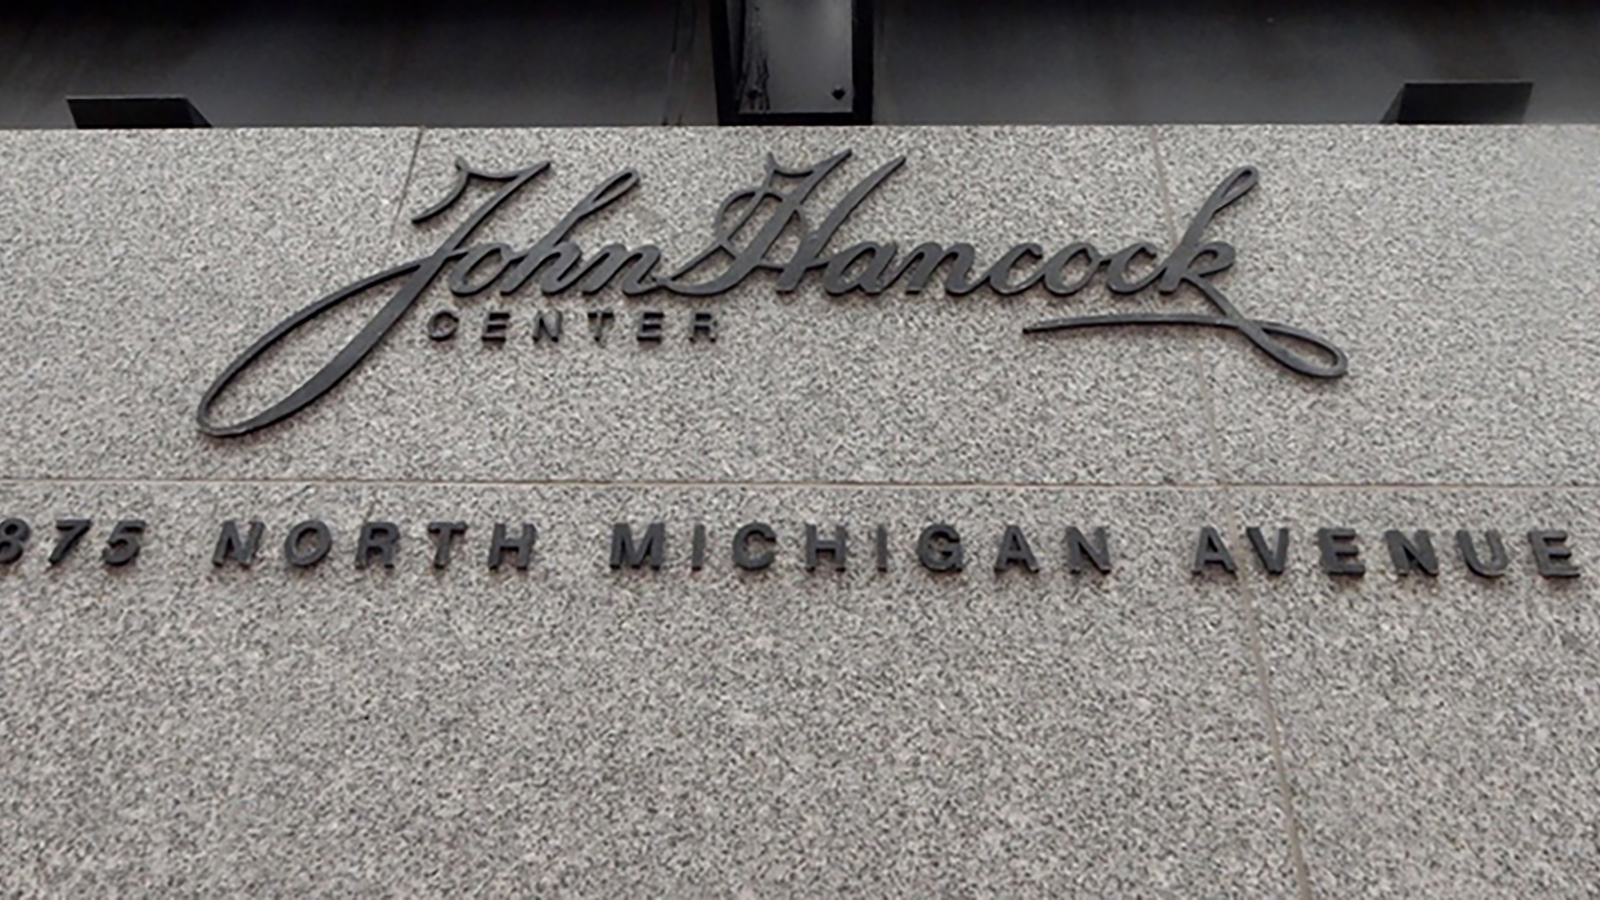 John Hancock
CENTER
875 NORTH MICHIGAN AVENUE